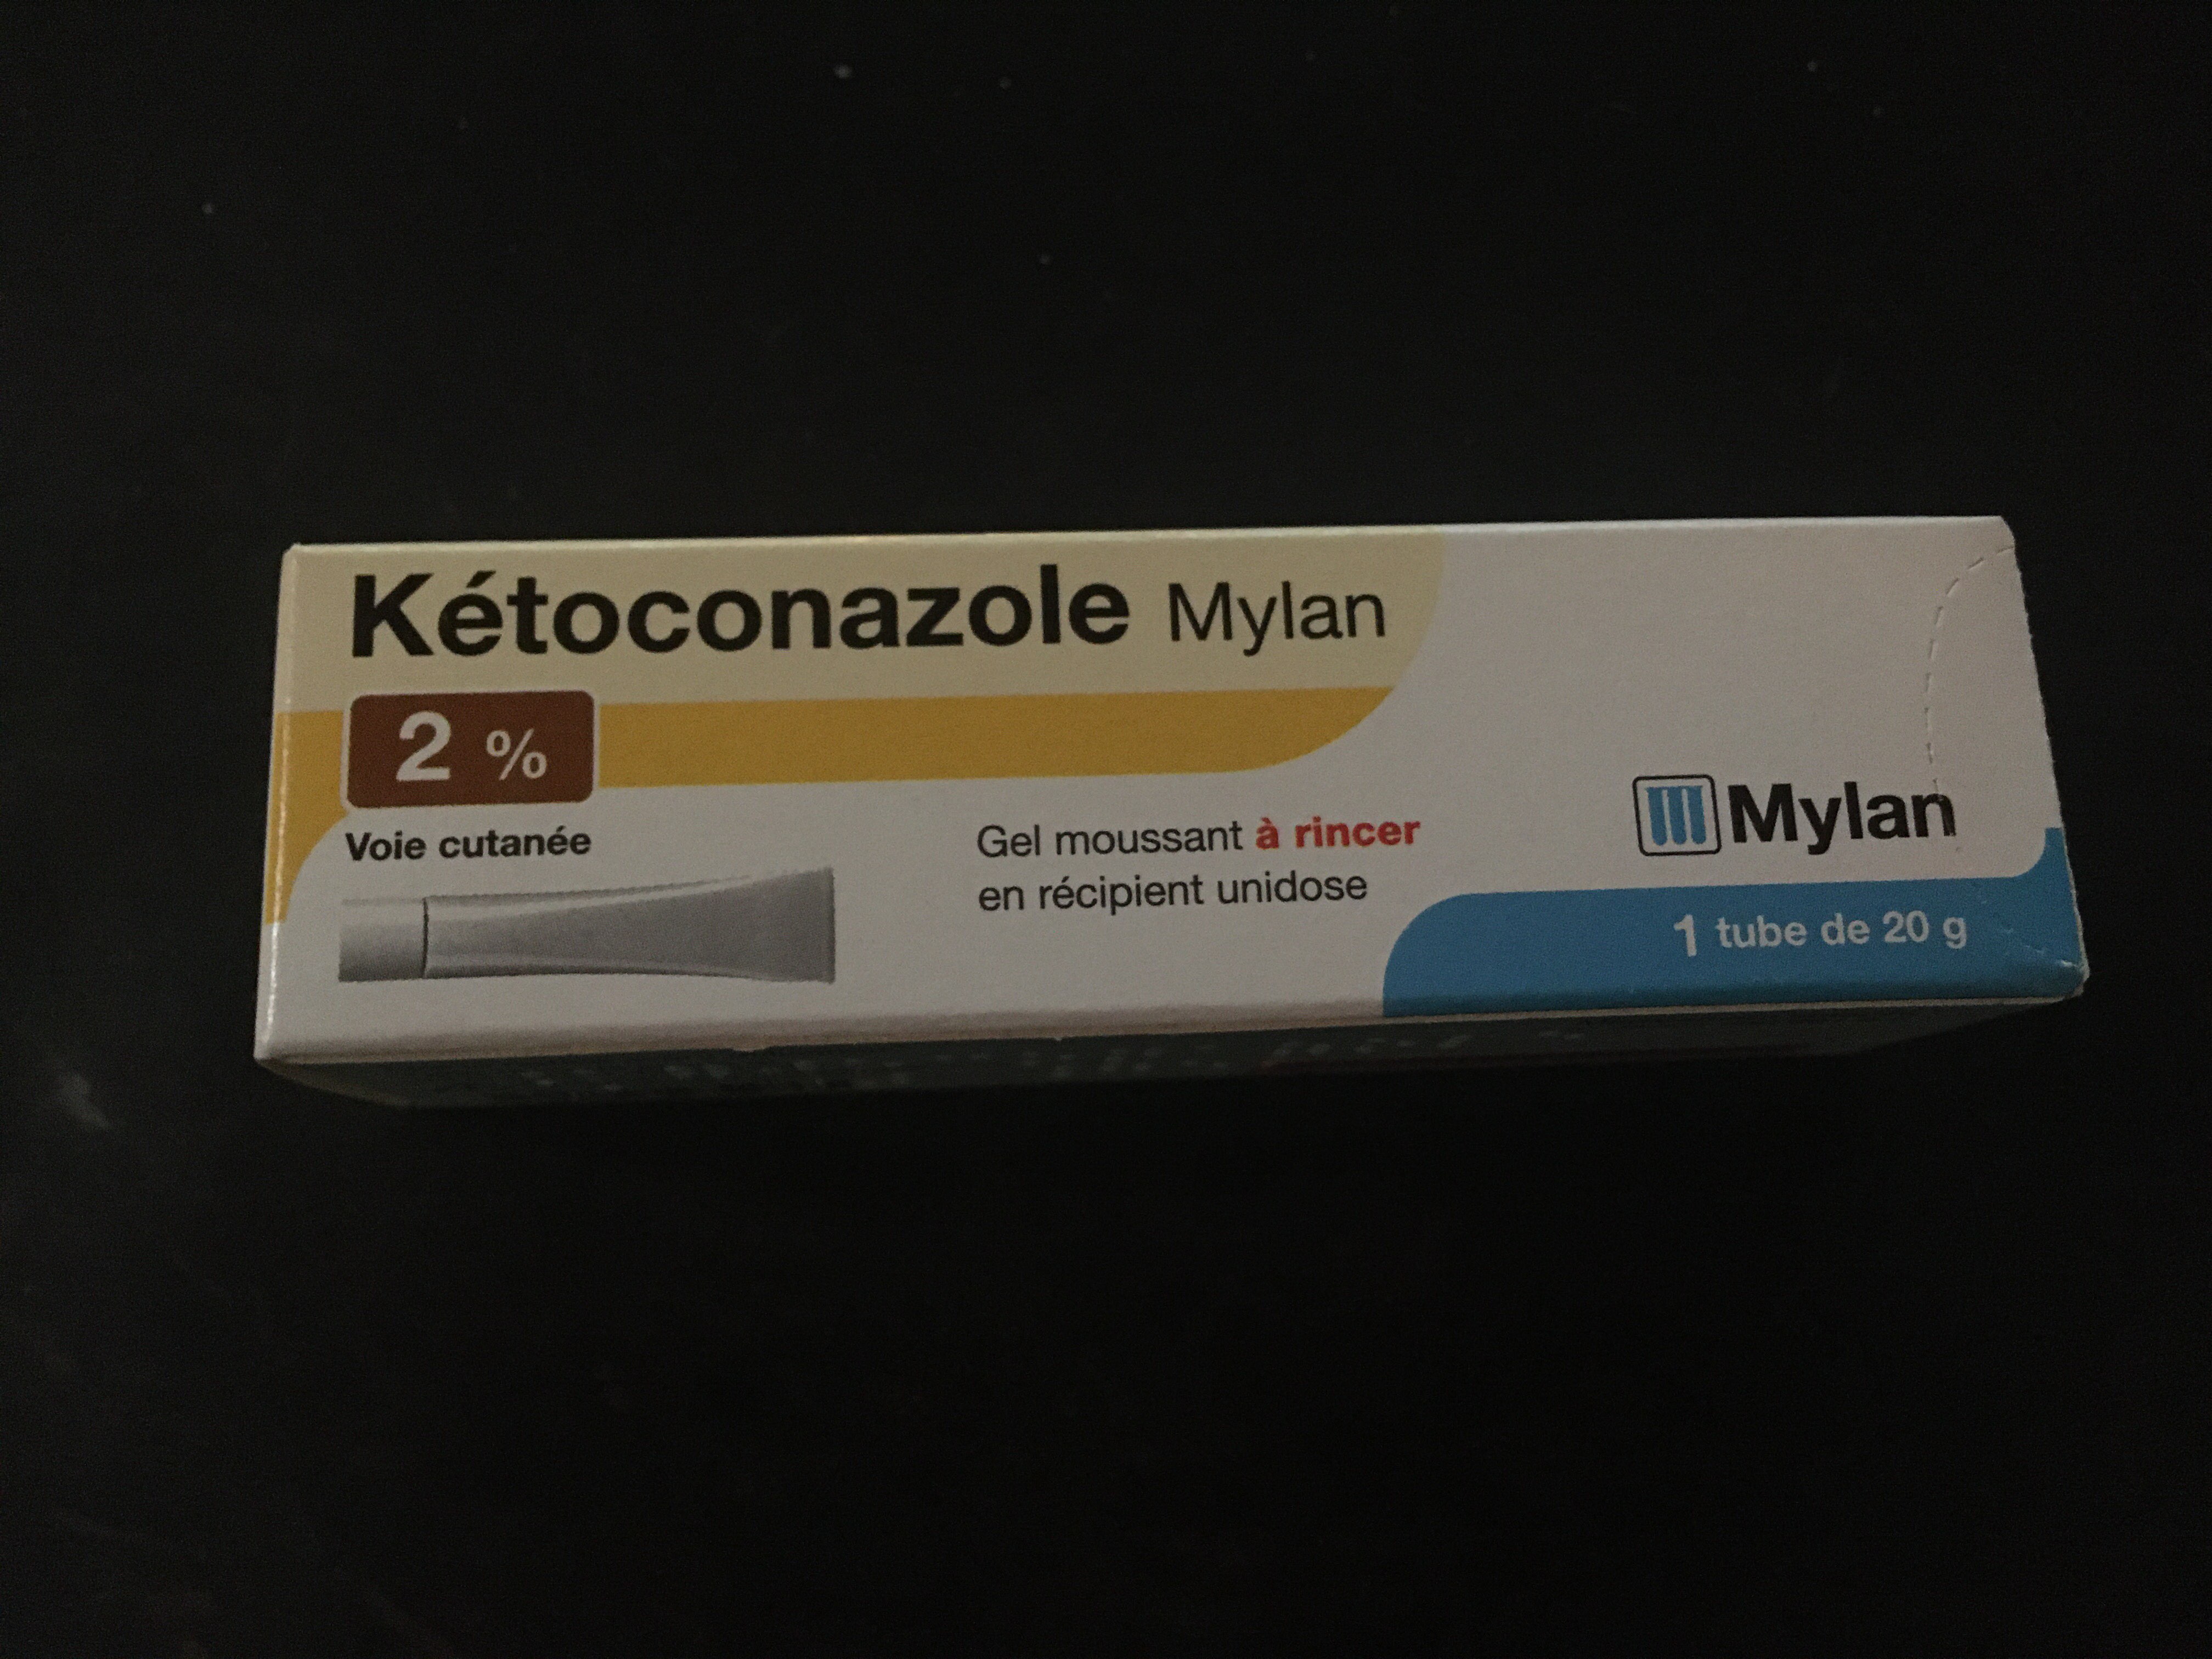 Kétoconazole Mylan
2 %
Voie cutanée
Gel moussant à rincer
en récipient unidose
Mylan
1 tube de 20 g